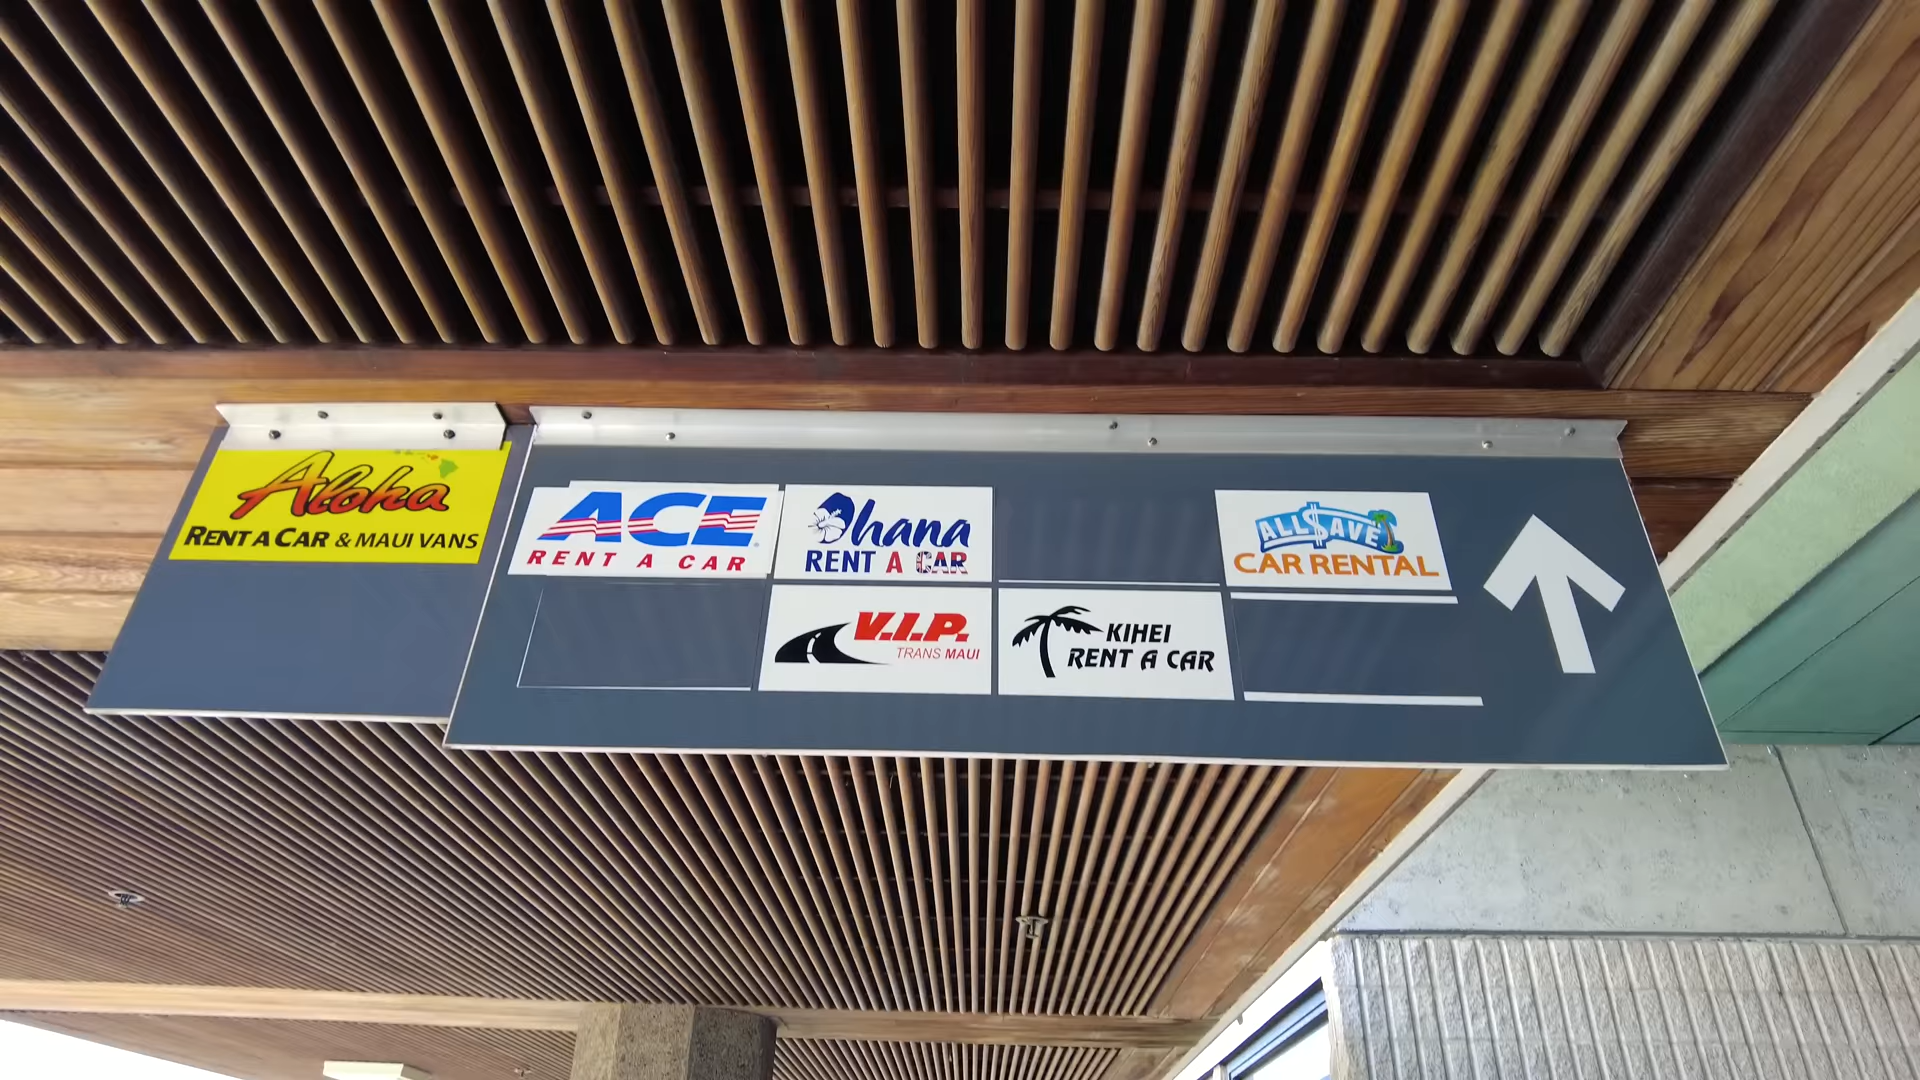 Aloha
RENT A CAR & MAUI VANS
ACE
RENT A CAR
Ohana
RENT A CAR
ALL$AVE
CAR RENTAL
V.I.P.
TRANS MAUI
KIHEI
RENT A CAR